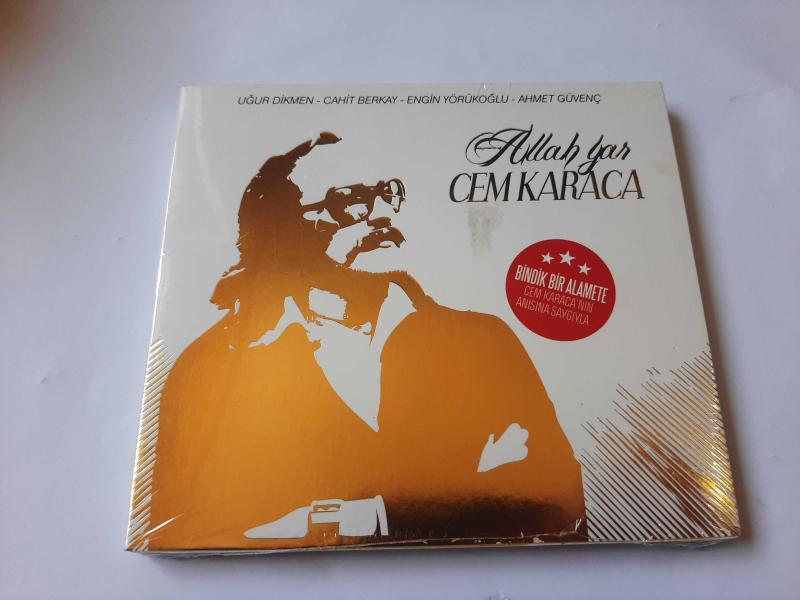 UĞUR DİKMEN - CAHİT BERKAY - ENGİN YÖRÜKOĞLU - AHMET GÜVENÇ
Allah yar
CEM KARACA
BİNDİK BİR ALAMETE
CEM KARACA'NIN
ANISINA SAYGIYLA